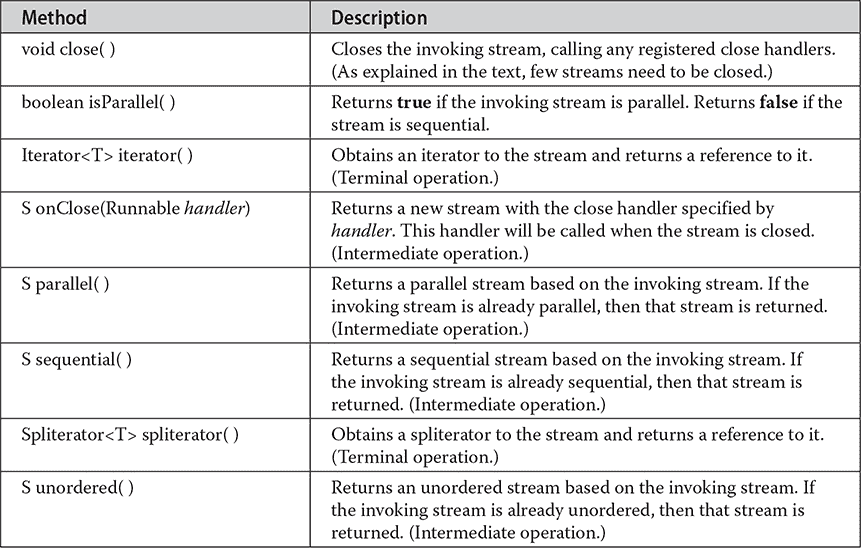 Method Description
void close( ) Closes the invoking stream, calling any registered close handlers.
(As explained in the text, few streams need to be closed.)
boolean isParallel( ) Returns true if the invoking stream is parallel. Returns false if the
stream is sequential.
Iterator<T> iterator( ) Obtains an iterator to the stream and returns a reference to it.
(Terminal operation.)
S onClose(Runnable handler) Returns a new stream with the close handler specified by
handler. This handler will be called when the stream is closed.
(Intermediate operation.)
S parallel( ) Returns a parallel stream based on the invoking stream. If the
invoking stream is already parallel, then that stream is returned.
(Intermediate operation.)
S sequential( ) Returns a sequential stream based on the invoking stream. If
the invoking stream is already sequential, then that stream is
returned. (Intermediate operation.)
Spliterator<T> spliterator( ) Obtains a spliterator to the stream and returns a reference to it.
(Terminal operation.)
S unordered( ) Returns an unordered stream based on the invoking stream. If
the invoking stream is already unordered, then that stream is
returned. (Intermediate operation.)